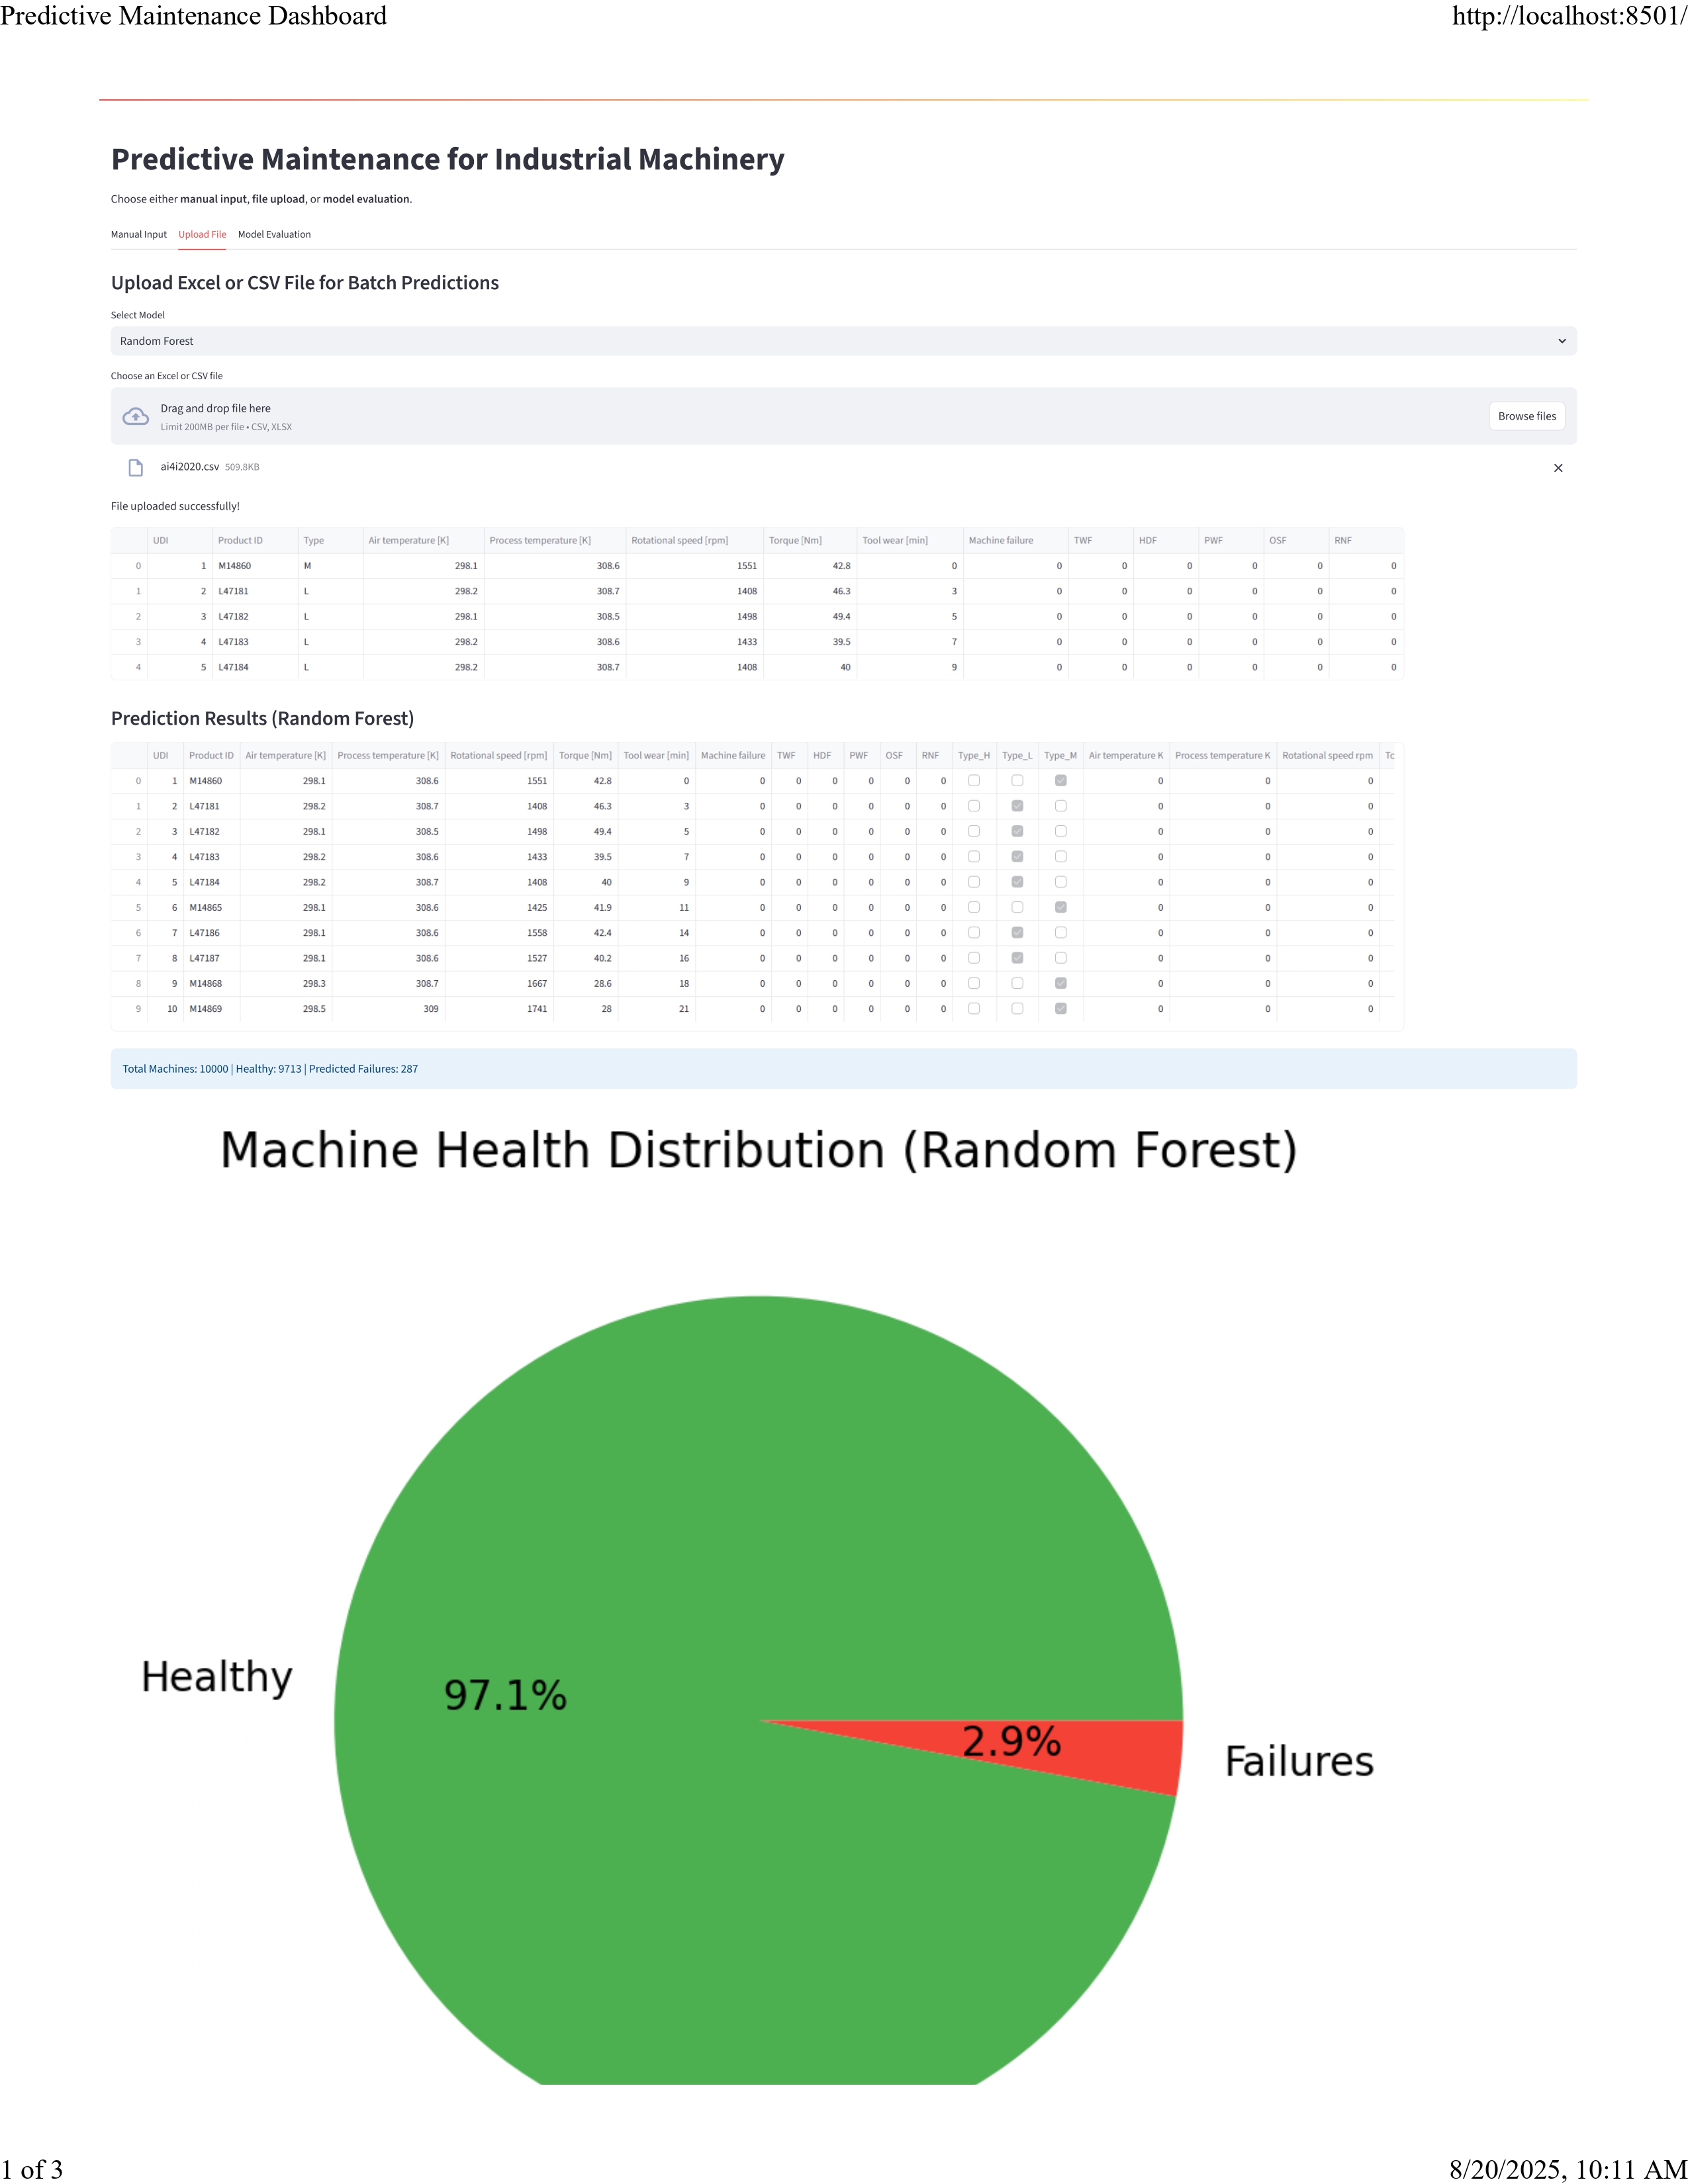 Predictive Maintenance Dashboard http://localhost:8501/
Predictive Maintenance for Industrial Machinery
Choose either manual input, file upload, or model evaluation.
Manual Input Upload File Model Evaluation
Upload Excel or CSV File for Batch Predictions
Select Model
Random Forest
Choose an Excel or CSV file
Drag and drop file here
Limit 200MB per file • CSV, XLSX
Browse files
ai4i2020.csv 509.8KB
File uploaded successfully!
UDI Product ID Type Air temperature [K] Process temperature [K] Rotational speed [rpm] Torque [Nm] Tool wear [min] Machine failure TWF HDF PWF OSF RNF
0 1 M14860 M 298.1 308.6 1551 42.8 0 0 0 0 0 0 0
1 2 L47181 L 298.2 308.7 1408 46.3 3 0 0 0 0 0 0
2 3 L47182 L 298.1 308.5 1498 49.4 5 0 0 0 0 0 0
3 4 L47183 L 298.2 308.6 1433 39.5 7 0 0 0 0 0 0
4 5 L47184 L 298.2 308.7 1408 40 9 0 0 0 0 0 0
Prediction Results (Random Forest)
UDI Product ID Air temperature [K] Process temperature [K] Rotational speed [rpm] Torque [Nm] Tool wear [min] Machine failure TWF HDF PWF OSF RNF Type_H Type_L Type_M Air temperature K Process temperature K Rotational speed rpm Tc
0 1 M14860 298.1 308.6 1551 42.8 0 0 0 0 0 0 0 0 0 0
1 2 L47181 298.2 308.7 1408 46.3 3 0 0 0 0 0 0 0 0 0
2 3 L47182 298.1 308.5 1498 49.4 5 0 0 0 0 0 0 0 0 0
3 4 L47183 298.2 308.6 1433 39.5 7 0 0 0 0 0 0 0 0 0
4 5 L47184 298.2 308.7 1408 40 9 0 0 0 0 0 0 0 0 0
5 6 M14865 298.1 308.6 1425 41.9 11 0 0 0 0 0 0 0 0 0
6 7 L47186 298.1 308.6 1558 42.4 14 0 0 0 0 0 0 0 0 0
7 8 L47187 298.1 308.6 1527 40.2 16 0 0 0 0 0 0 0 0 0
8 9 M14868 298.3 308.7 1667 28.6 18 0 0 0 0 0 0 0 0 0
9 10 M14869 298.5 309 1741 28 21 0 0 0 0 0 0 0 0 0
Total Machines: 10000 | Healthy: 9713 | Predicted Failures: 287
Machine Health Distribution (Random Forest)
Healthy
97.1%
2.9%
Failures
1 of 3 8/20/2025, 10:11 AM